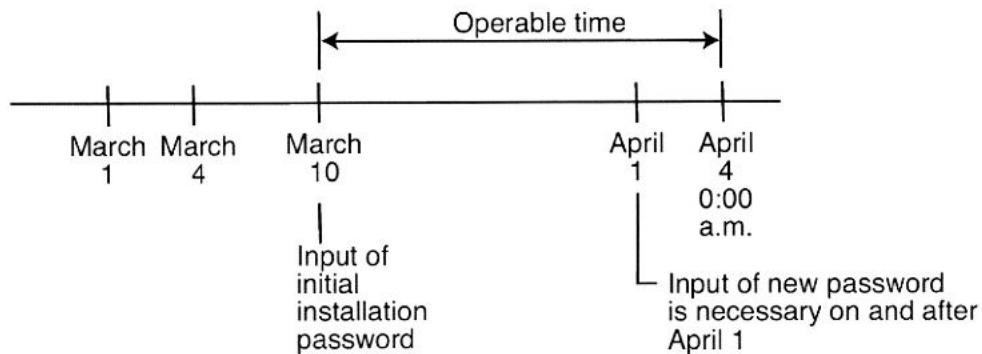 Operable time
March
1
March
4
March
10
April
1
April
4
0:00
a.m.
Input of
initial
installation
password
Input of new password
is necessary on and after
April 1